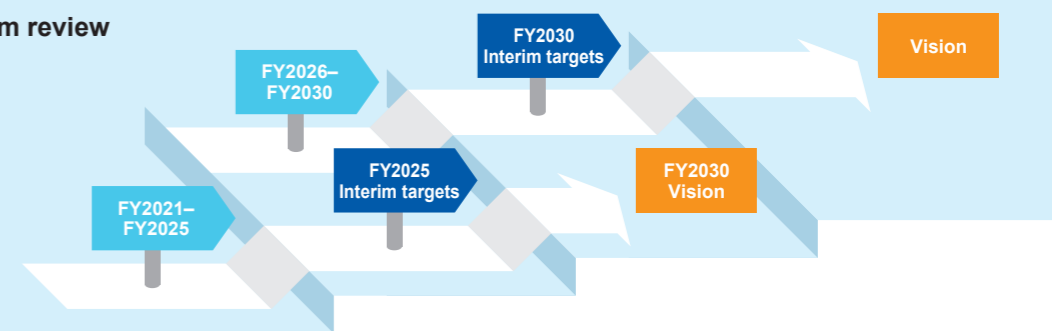 review
FY2030
Interim targets
Vision
FY2026–
FY2030
FY2025
Interim targets
FY2030
Vision
FY2021–
FY2025